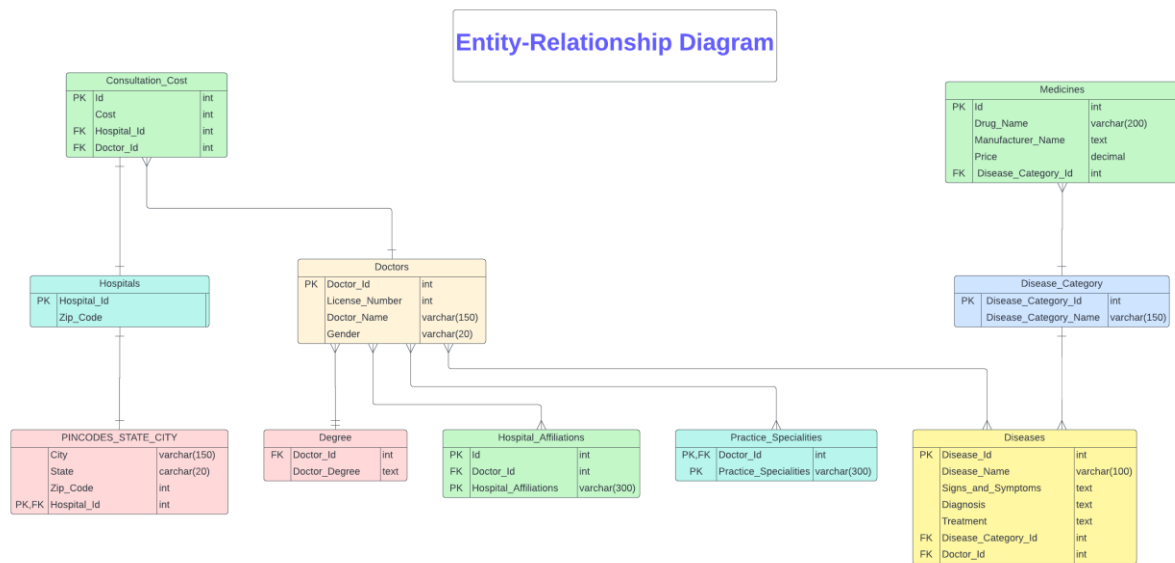 Entity-Relationship Diagram
Consultation_Cost
PK Id int
Cost int
FK Hospital_Id int
FK Doctor_Id int
Medicines
PK Id int
Drug_Name varchar(200)
Manufacturer_Name text
Price decimal
FK Disease_Category_Id int
Hospitals
PK Hospital_Id
Zip_Code
Doctors
PK Doctor_Id int
License_Number int
Doctor_Name varchar(150)
Gender varchar(20)
Disease_Category
PK Disease_Category_Id int
Disease_Category_Name varchar(150)
PINCODES_STATE_CITY
City varchar(150)
State carchar(20)
Zip_Code int
PK,FK Hospital_Id int
Degree
FK Doctor_Id int
Doctor_Degree text
Hospital_Affiliations
PK Id int
FK Doctor_Id int
PK Hospital_Affiliations varchar(300)
Practice_Specialities
PK,FK Doctor_Id int
PK Practice_Specialities varchar(300)
Diseases
PK Disease_Id int
Disease_Name varchar(100)
Signs_and_Symptoms text
Diagnosis text
Treatment text
FK Disease_Category_Id int
FK Doctor_Id int